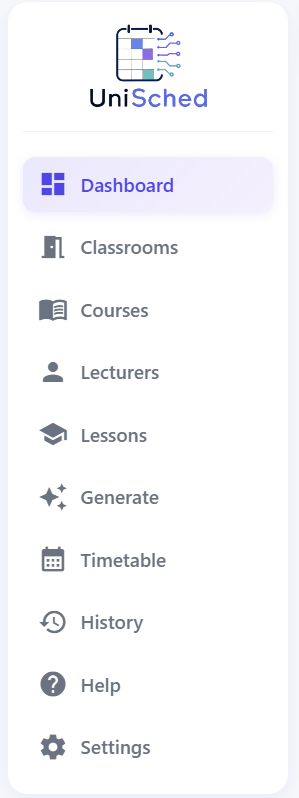 UniSched
Dashboard
Classrooms
Courses
Lecturers
Lessons
Generate
Timetable
History
Help
Settings